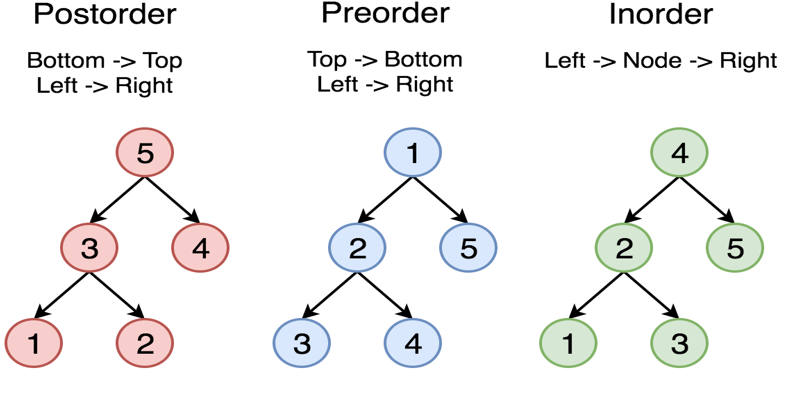 Postorder
Bottom -> Top
Left -> Right
5
3
4
1
2
Preorder
Top -> Bottom
Left -> Right
1
2
5
3
4
Inorder
Left -> Node -> Right
4
2
5
1
3